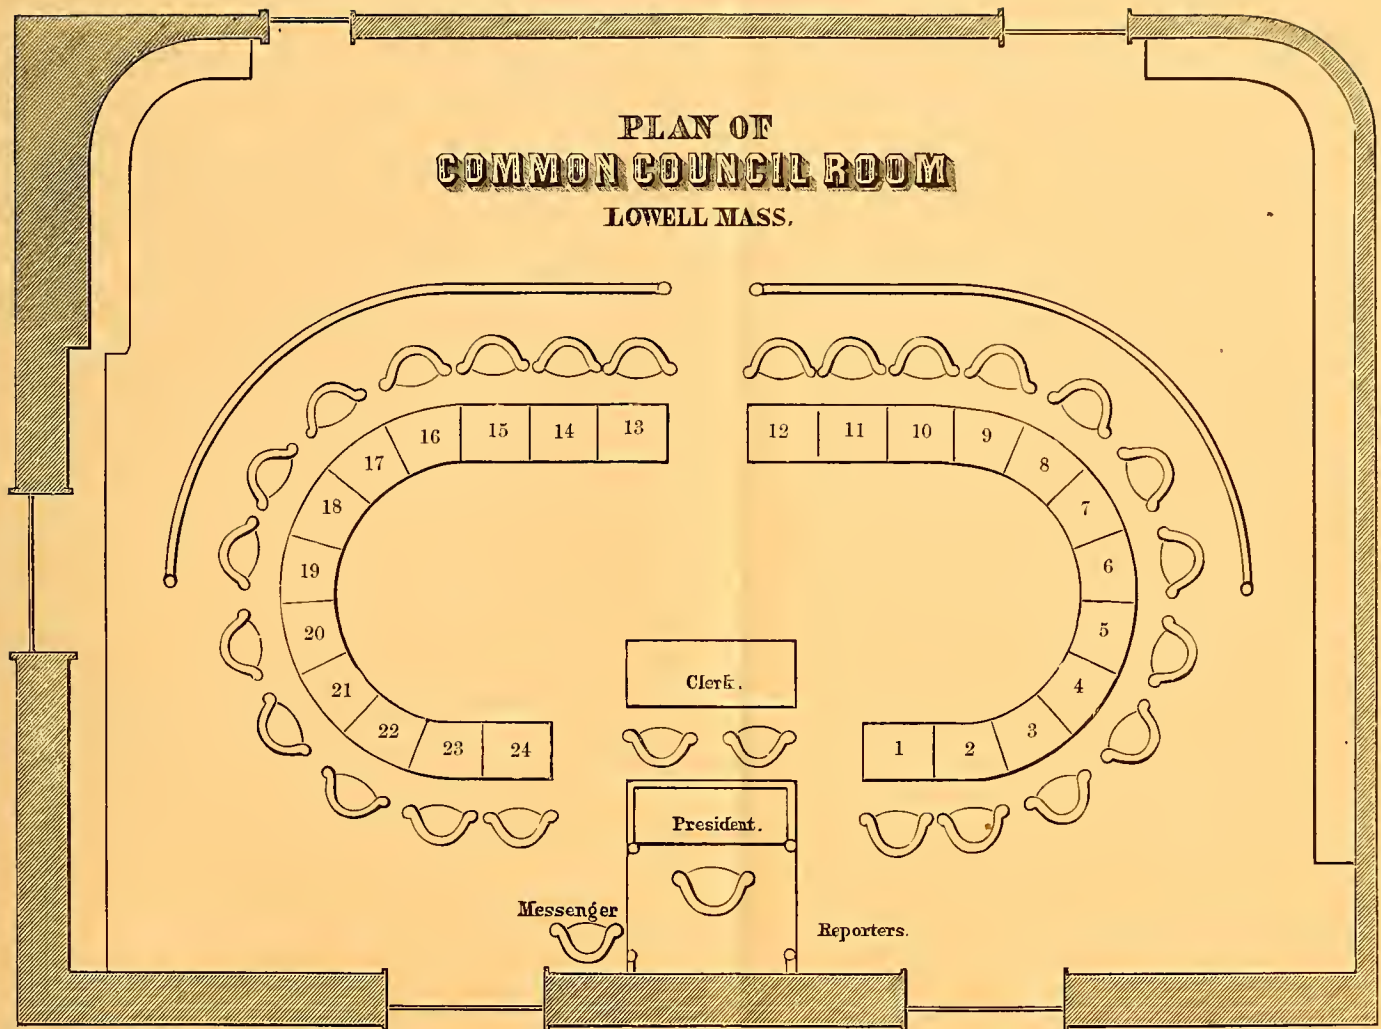 PLAN OF
COMMON COUNCIL ROOM
LOWELL MASS.
16 15 14 13 12 11 10 9
17 8
18 7
19 6
20 5
21 4
22 3
23 24 1 2
Clerk.
President.
Messenger
Reporters.